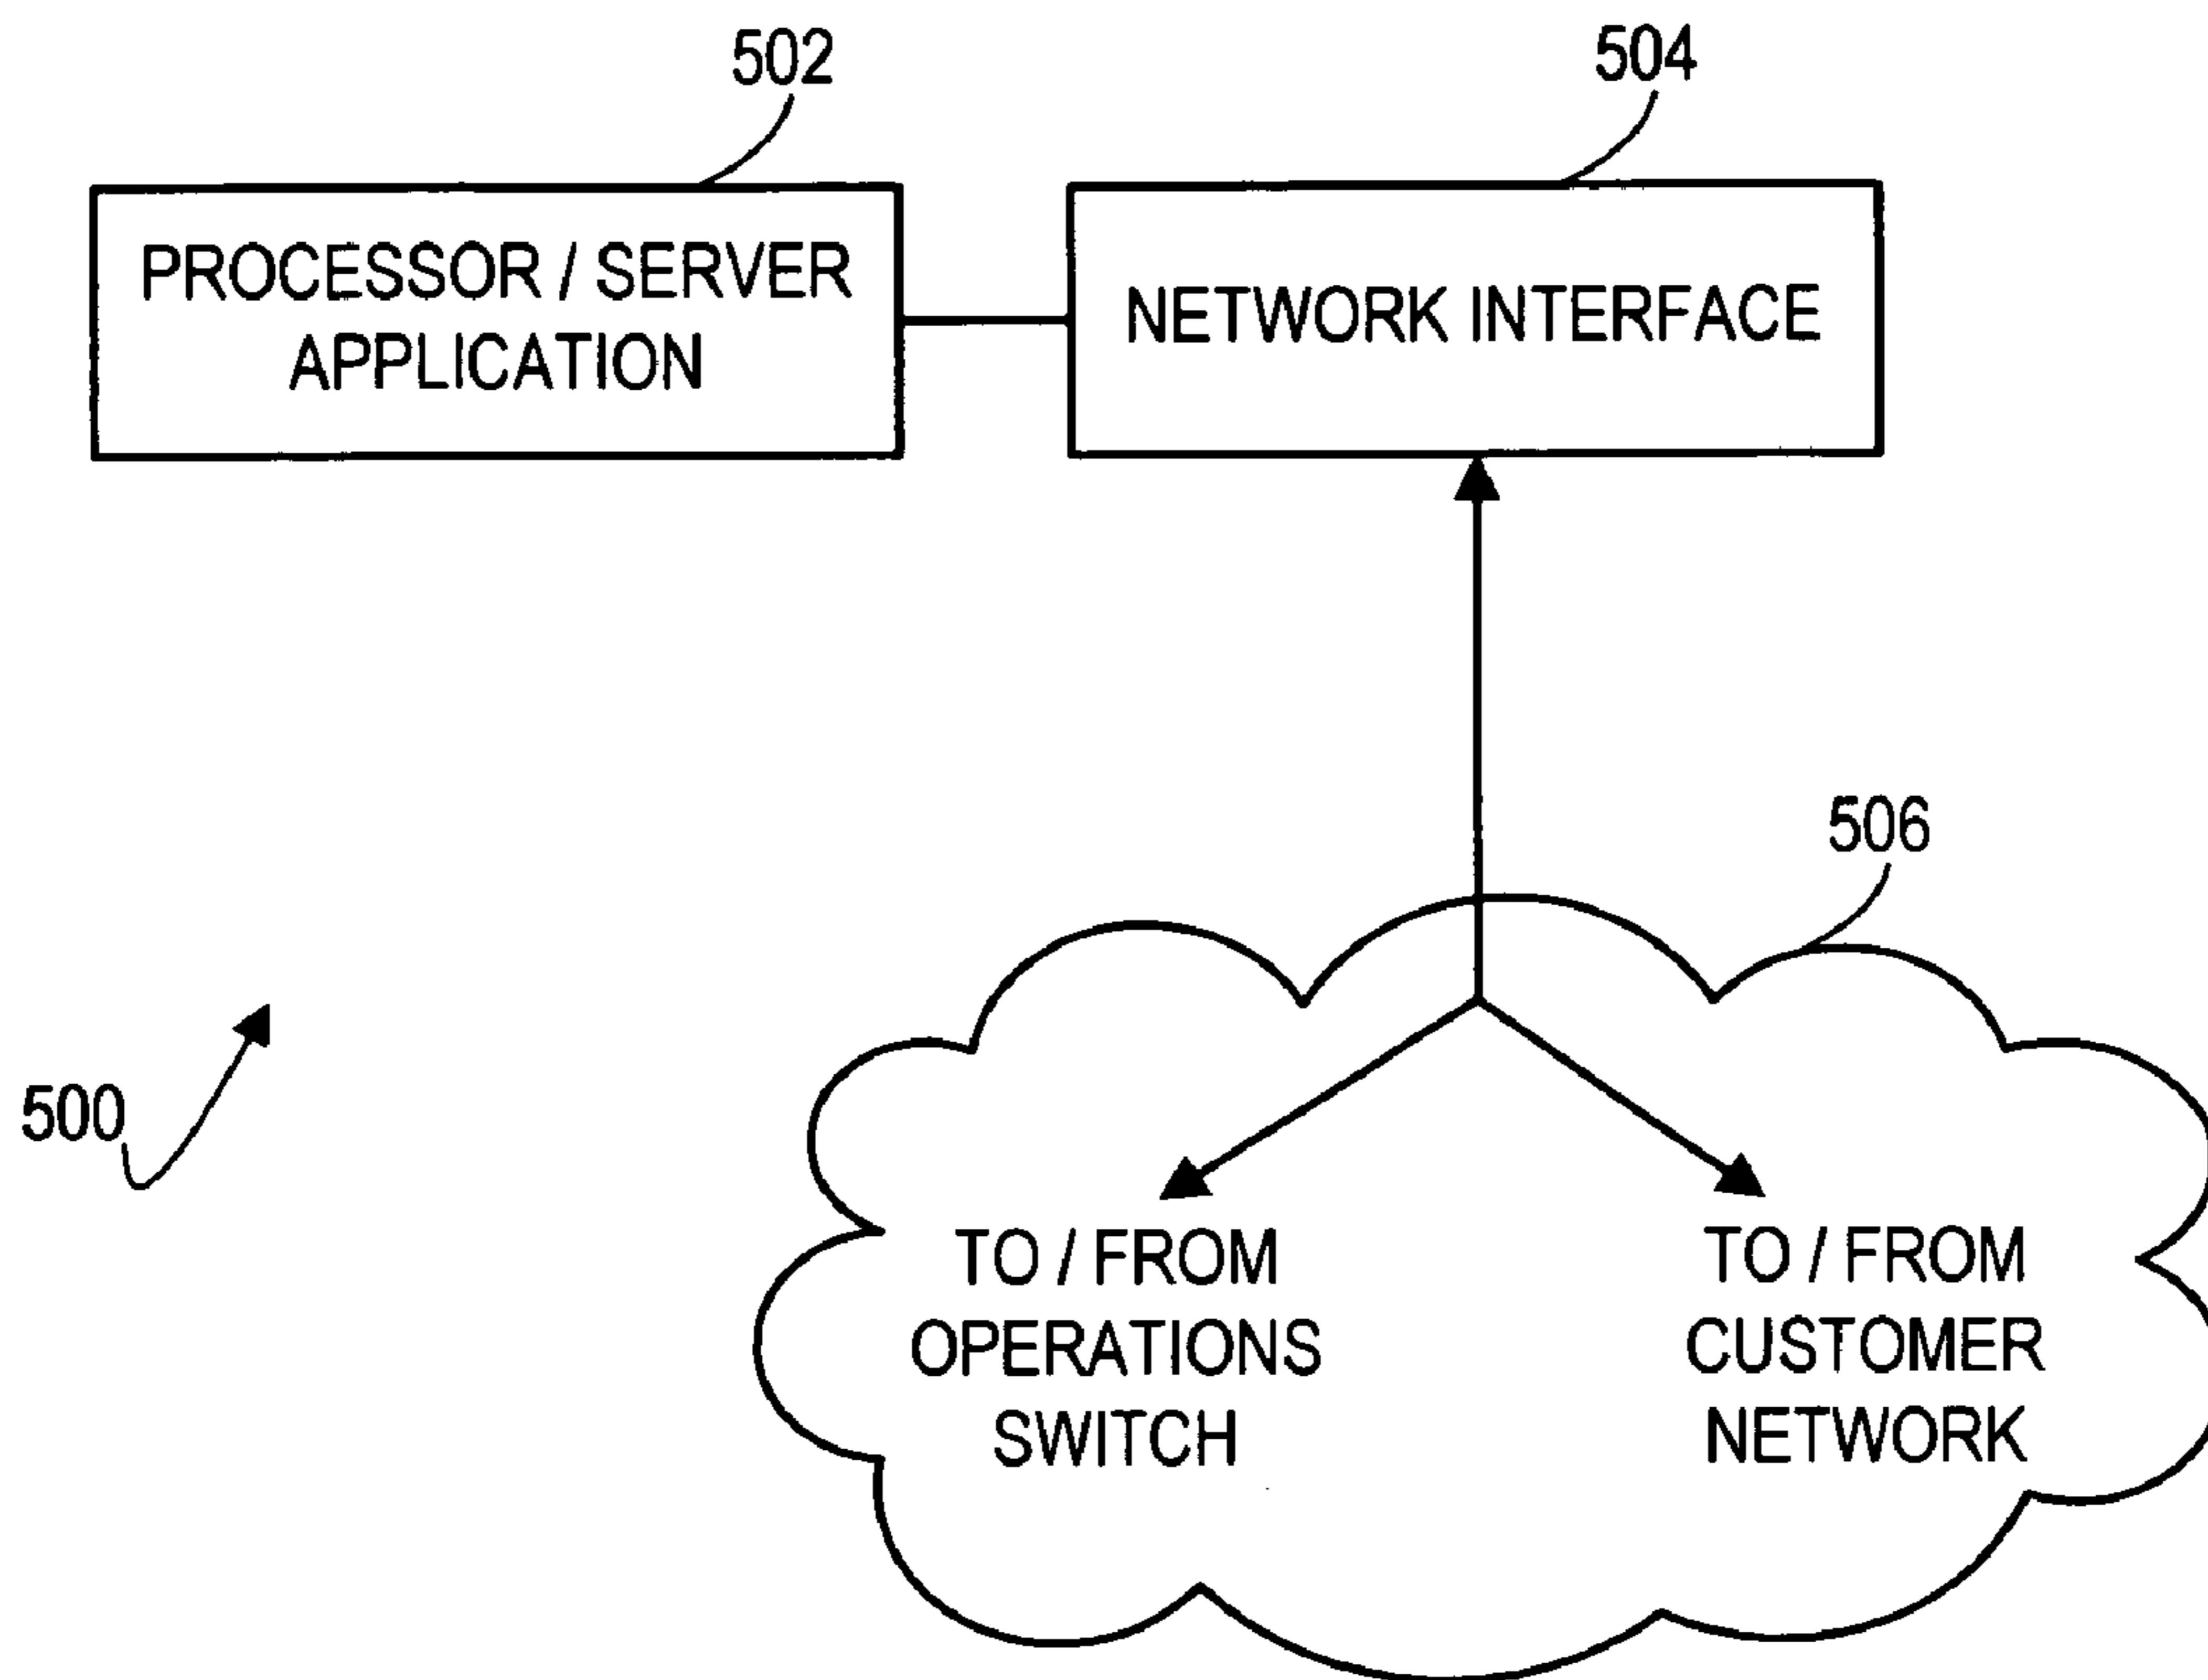 502
504
PROCESSOR / SERVER
APPLICATION
NETWORK INTERFACE
506
500
TO / FROM
OPERATIONS
SWITCH
TO / FROM
CUSTOMER
NETWORK